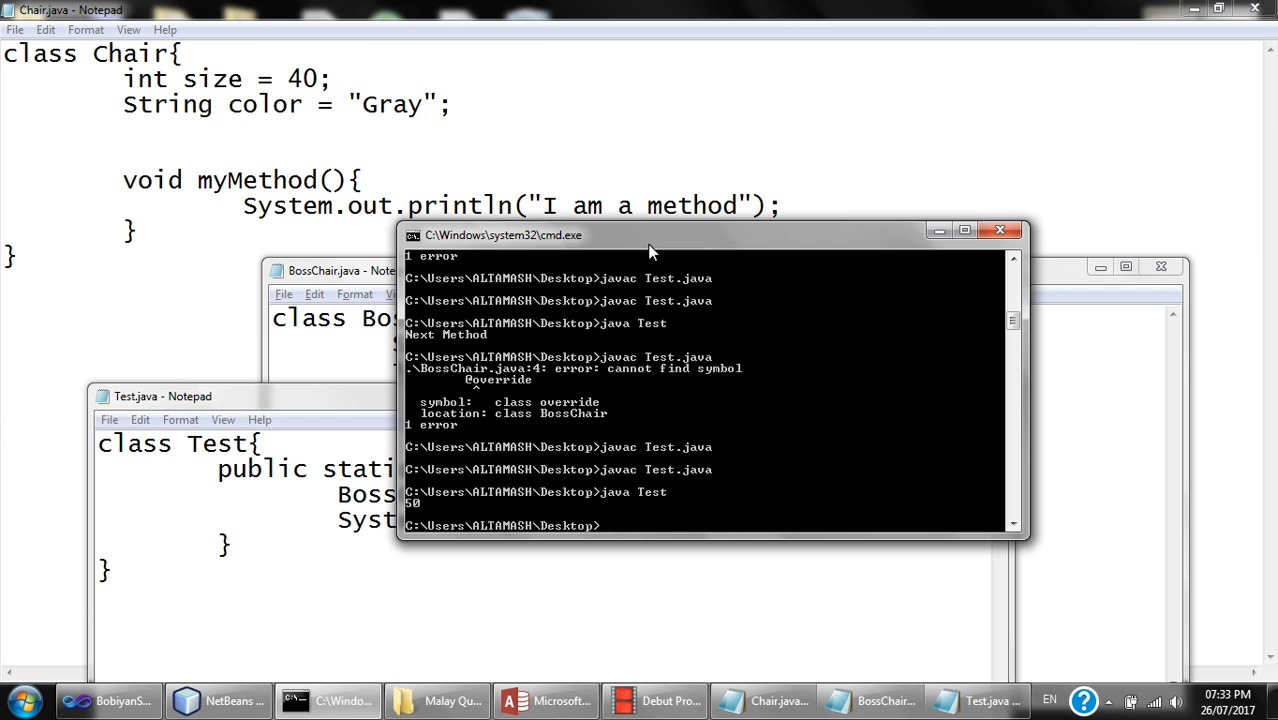 Chair.java - Notepad
File Edit Format View Help
class Chair{
int size = 40;
String color = "Gray";
void myMethod(){
System.out.println("I am a method");
}
}
BossChair.java - Note
File Edit Format Vi
class Bos
Test.java - Notepad
File Edit Format View Help
class Test{
public stati
Boss
Syst
}
}
C:\Windows\system32\cmd.exe
1 error
C:\Users\ALTAMASH\Desktop>javac Test.java
C:\Users\ALTAMASH\Desktop>javac Test.java
C:\Users\ALTAMASH\Desktop>java Test
Next Method
C:\Users\ALTAMASH\Desktop>javac Test.java
.\BossChair.java:4: error: cannot find symbol
@override
^
symbol: class override
location: class BossChair
1 error
C:\Users\ALTAMASH\Desktop>javac Test.java
C:\Users\ALTAMASH\Desktop>javac Test.java
C:\Users\ALTAMASH\Desktop>java Test
50
C:\Users\ALTAMASH\Desktop>
BobiyanS... NetBeans ... C:\Windo... Malay Qu... Microsoft... Debut Pro... Chair.java... BossChair... Test.java ... EN 07:33 PM
26/07/2017